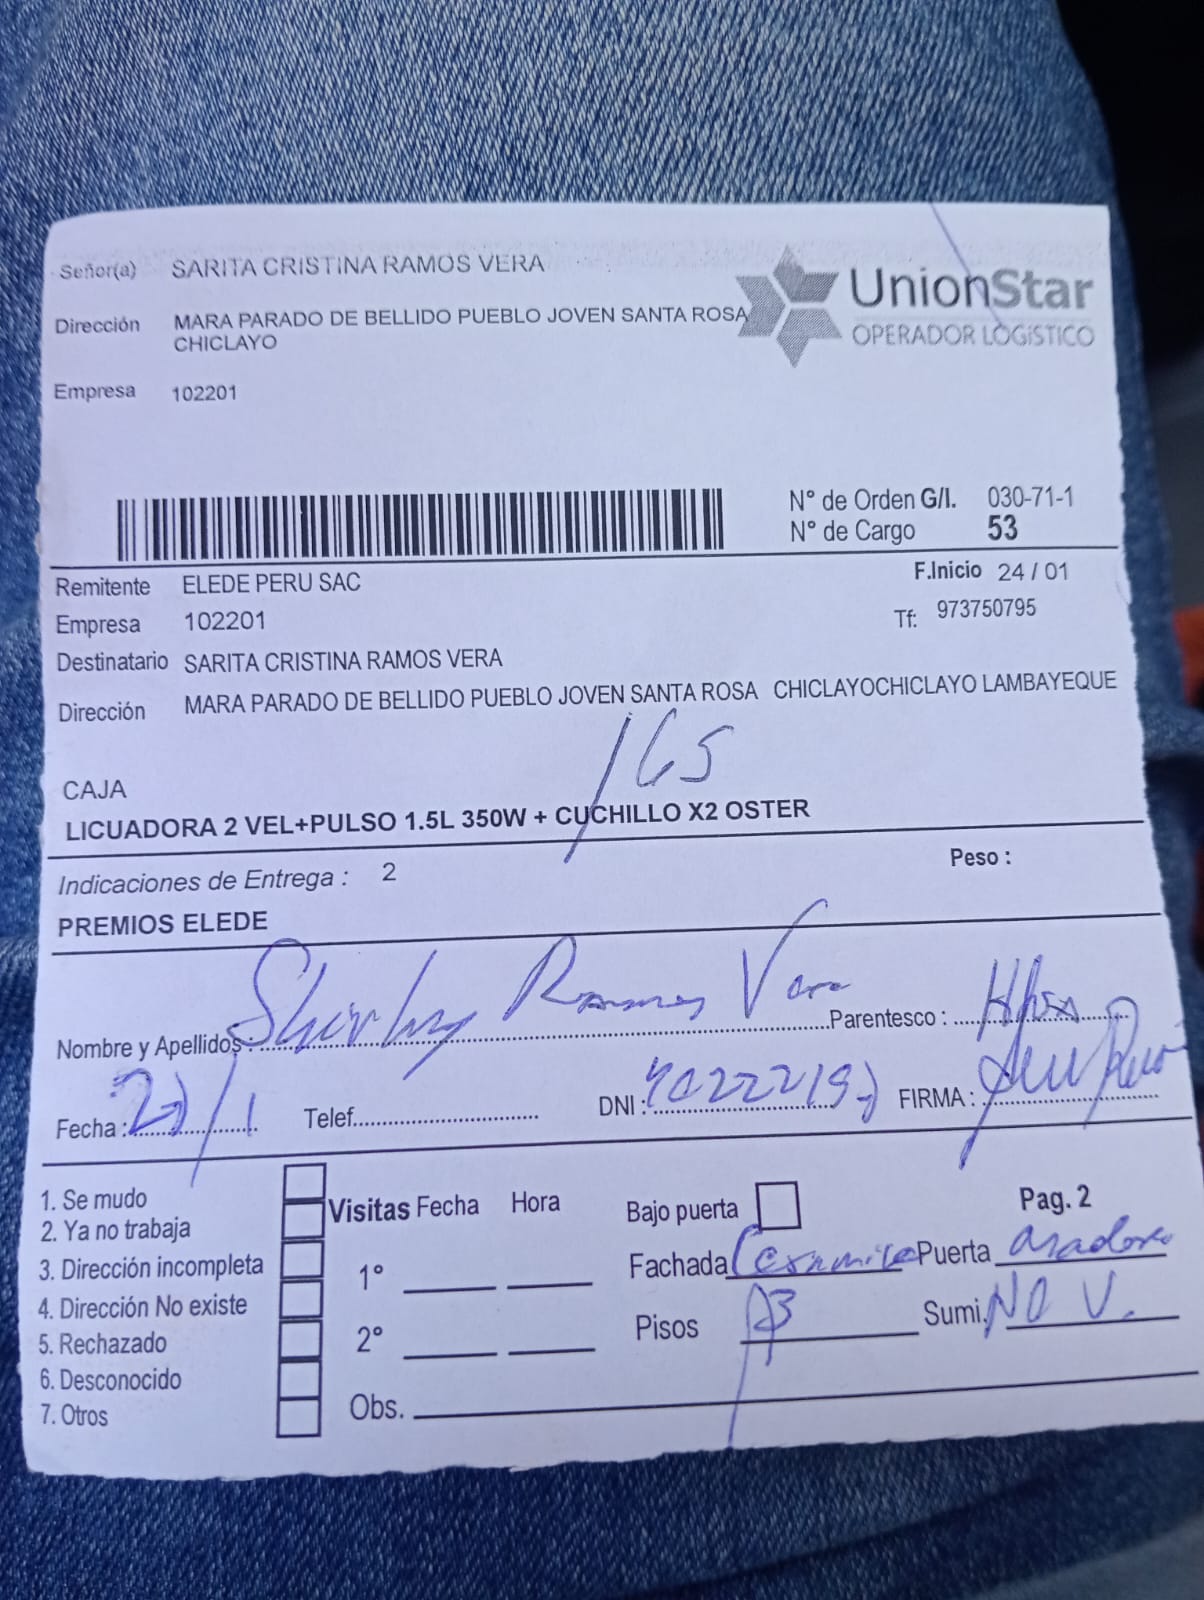 Señor(a) SARITA CRISTINA RAMOS VERA
UnionStar
OPERADOR LOGíSTICO
Dirección MARA PARADO DE BELLIDO PUEBLO JOVEN SANTA ROSA
CHICLAYO
Empresa 102201
N° de Orden G/I. 030-71-1
N° de Cargo 53
Remitente ELEDE PERU SAC F.Inicio 24 / 01
Empresa 102201 Tf: 973750795
Destinatario SARITA CRISTINA RAMOS VERA
Dirección MARA PARADO DE BELLIDO PUEBLO JOVEN SANTA ROSA CHICLAYOCHICLAYO LAMBAYEQUE
165
CAJA
LICUADORA 2 VEL+PULSO 1.5L 350W + CUCHILLO X2 OSTER
Indicaciones de Entrega : 2 Peso :
PREMIOS ELEDE
Nombre y Apellidos : Shirley Ramos Vera Parentesco :
Fecha : Telef. DNI : FIRMA :
1. Se mudo
2. Ya no trabaja
3. Dirección incompleta
4. Dirección No existe
5. Rechazado
6. Desconocido
7. Otros
Visitas Fecha Hora
1°
2°
Obs.
Bajo puerta Pag. 2
Fachada Puerta
Pisos Sumi. NO V.